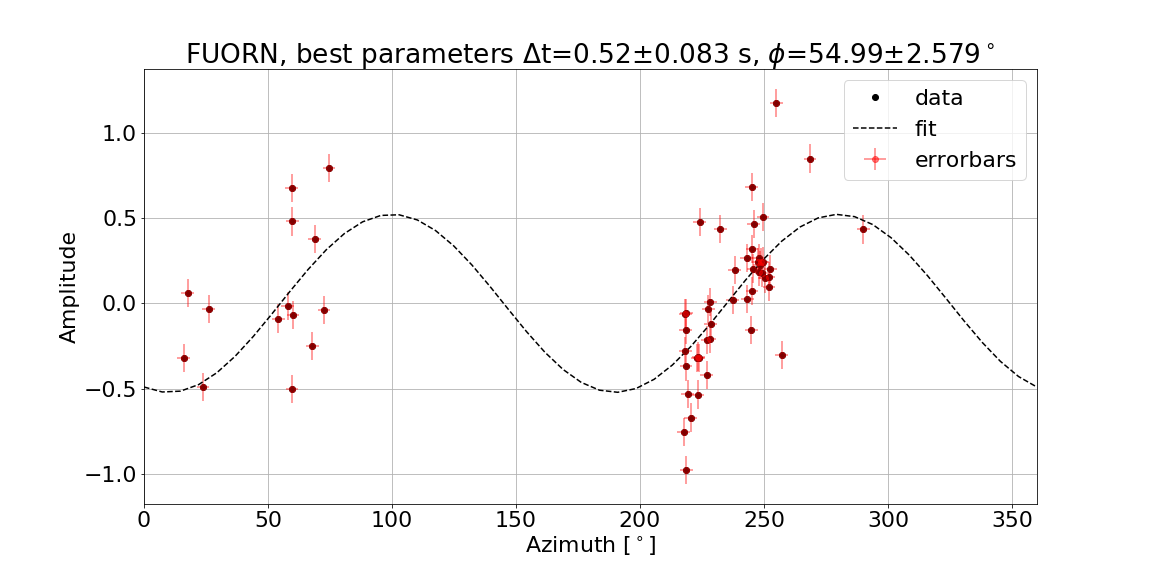 FUORN, best parameters Δt=0.52±0.083 s, ϕ=54.99±2.579°
data
fit
errorbars
Amplitude
1.0
0.5
0.0
−0.5
−1.0
0 50 100 150 200 250 300 350
Azimuth [°]